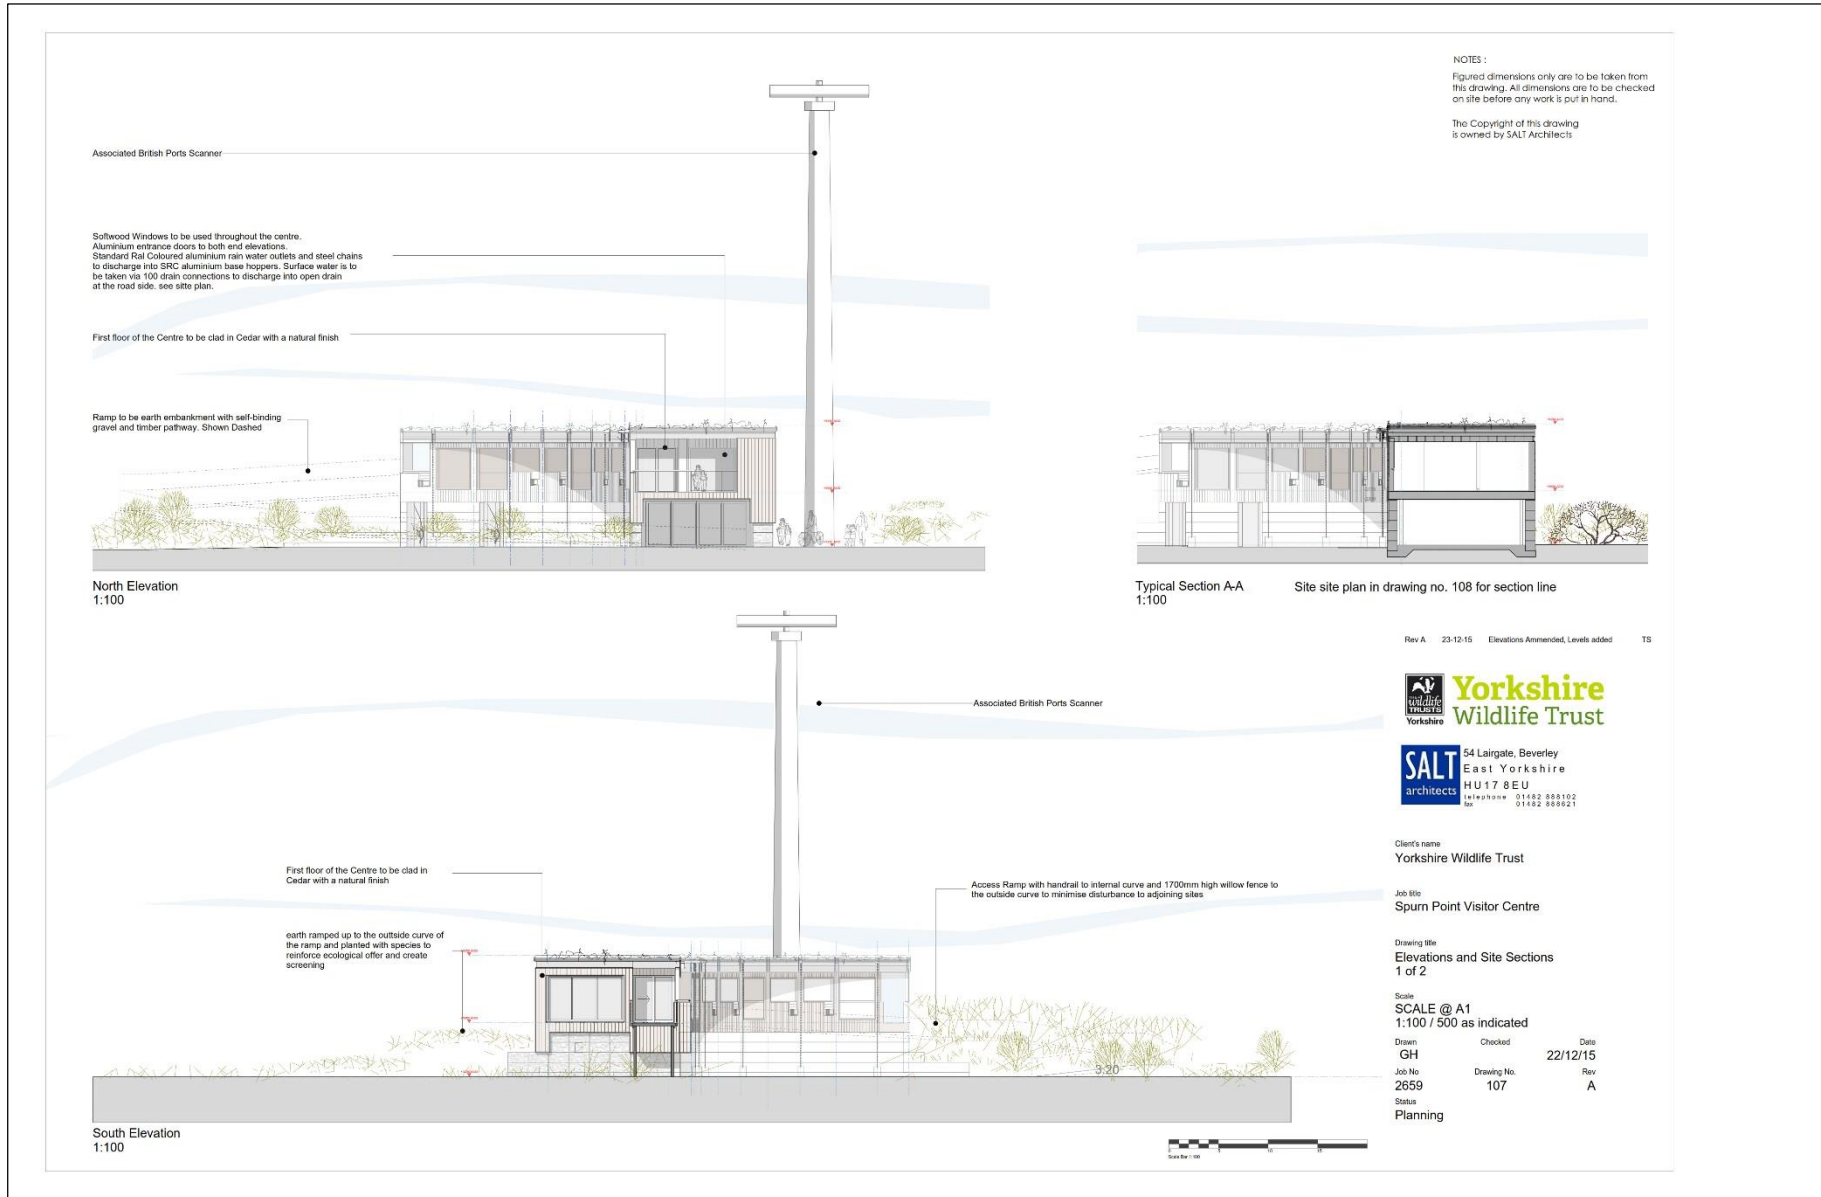 NOTES :
Figured dimensions only are to be taken from
this drawing. All dimensions are to be checked
on site before any work is put in hand.
The Copyright of this drawing
is owned by SALT Architects
Associated British Ports Scanner
Softwood Windows to be used throughout the centre.
Aluminium entrance doors to both end elevations.
Standard Ral Coloured aluminium rain water outlets and steel chains
to discharge into SRC aluminium base hoppers. Surface water is to
be taken via 100 drain connections to discharge into open drain
at the road side. see sitte plan.
First floor of the Centre to be clad in Cedar with a natural finish
Ramp to be earth embankment with self-binding
gravel and timber pathway. Shown Dashed
North Elevation
1:100
Typical Section A-A
1:100
Site site plan in drawing no. 108 for section line
Associated British Ports Scanner
First floor of the Centre to be clad in
Cedar with a natural finish
earth ramped up to the outtside curve of
the ramp and planted with species to
reinforce ecological offer and create
screening
Access Ramp with handrail to internal curve and 1700mm high willow fence to
the outside curve to minimise disturbance to adjoining sites
3:20
South Elevation
1:100
Rev A 23-12-15 Elevations Ammended, Levels added TS
wildlife
TRUSTS
Yorkshire
Yorkshire
Wildlife Trust
SALT
architects
54 Lairgate, Beverley
East Yorkshire
HU17 8EU
telephone 01482 888102
fax 01482 888621
Client's name
Yorkshire Wildlife Trust
Job title
Spurn Point Visitor Centre
Drawing title
Elevations and Site Sections
1 of 2
Scale
SCALE @ A1
1:100 / 500 as indicated
Drawn Checked Date
GH 22/12/15
Job No Drawing No. Rev
2659 107 A
Status
Planning
0 5 10 15
Scale Bar 1:100